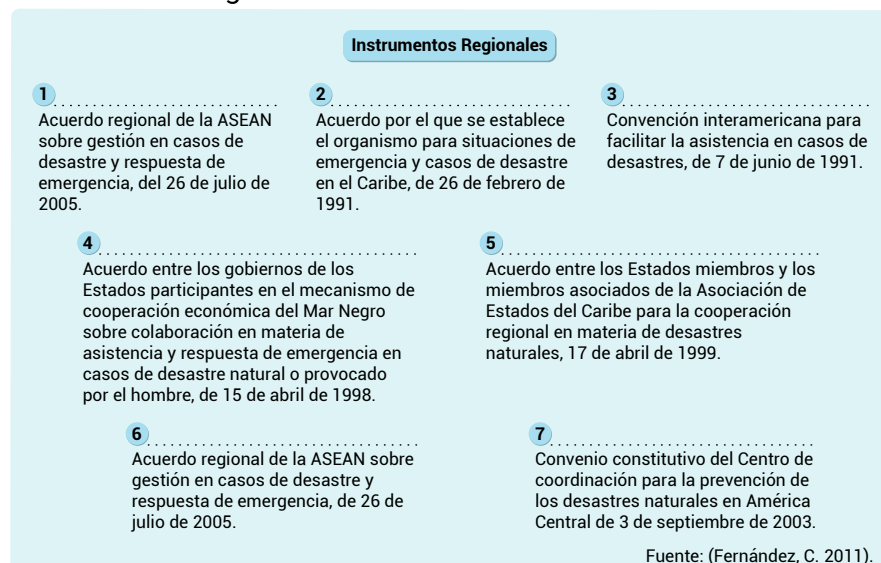 Instrumentos Regionales
1
Acuerdo regional de la ASEAN
sobre gestión en casos de
desastre y respuesta de
emergencia, del 26 de julio de
2005.
2
Acuerdo por el que se establece
el organismo para situaciones de
emergencia y casos de desastre
en el Caribe, de 26 de febrero de
1991.
3
Convención interamericana para
facilitar la asistencia en casos de
desastres, de 7 de junio de 1991.
4
Acuerdo entre los gobiernos de los
Estados participantes en el mecanismo de
cooperación económica del Mar Negro
sobre colaboración en materia de
asistencia y respuesta de emergencia en
casos de desastre natural o provocado
por el hombre, de 15 de abril de 1998.
5
Acuerdo entre los Estados miembros y los
miembros asociados de la Asociación de
Estados del Caribe para la cooperación
regional en materia de desastres
naturales, 17 de abril de 1999.
6
Acuerdo regional de la ASEAN sobre
gestión en casos de desastre y
respuesta de emergencia, de 26 de
julio de 2005.
7
Convenio constitutivo del Centro de
coordinación para la prevención de
los desastres naturales en América
Central de 3 de septiembre de 2003.
Fuente: (Fernández, C. 2011).